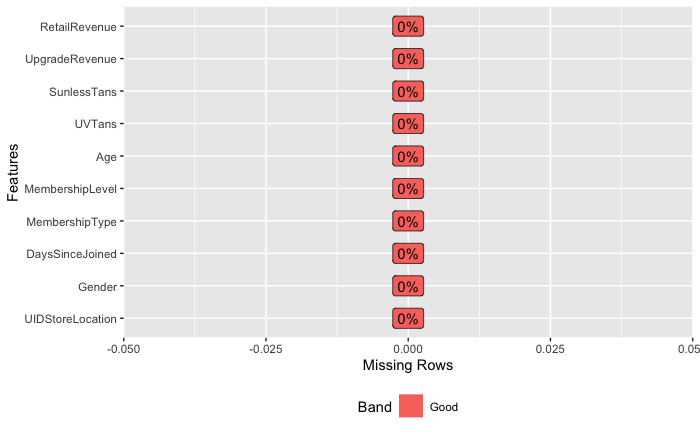 RetailRevenue 0%
UpgradeRevenue 0%
SunlessTans 0%
UVTans 0%
Age 0%
MembershipLevel 0%
MembershipType 0%
DaysSinceJoined 0%
Gender 0%
UIDStoreLocation 0%
Features
-0.050 -0.025 0.000 0.025 0.05
Missing Rows
Band Good